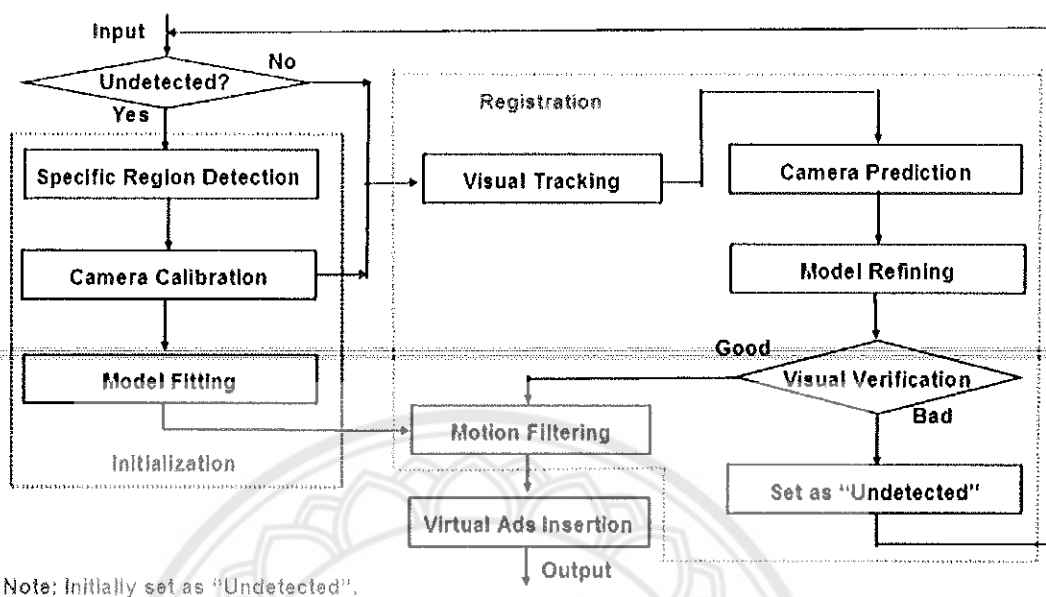 Input
Undetected?
No
Yes
Specific Region Detection
Camera Calibration
Model Fitting
Initialization
Registration
Visual Tracking
Camera Prediction
Model Refining
Visual Verification
Good
Bad
Motion Filtering
Set as “Undetected”
Virtual Ads Insertion
Output
Note: Initially set as “Undetected”.